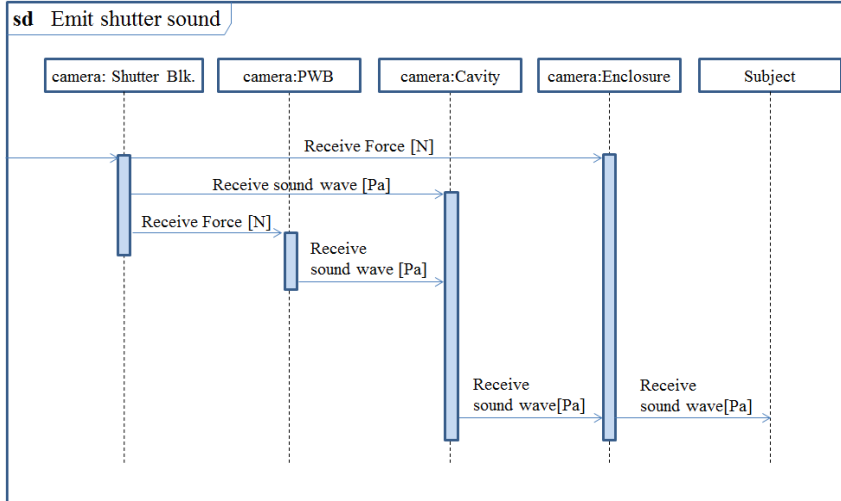 sd Emit shutter sound
camera: Shutter Blk.
camera:PWB
camera:Cavity
camera:Enclosure
Subject
Receive Force [N]
Receive sound wave [Pa]
Receive Force [N]
Receive
sound wave [Pa]
Receive
sound wave[Pa]
Receive
sound wave[Pa]